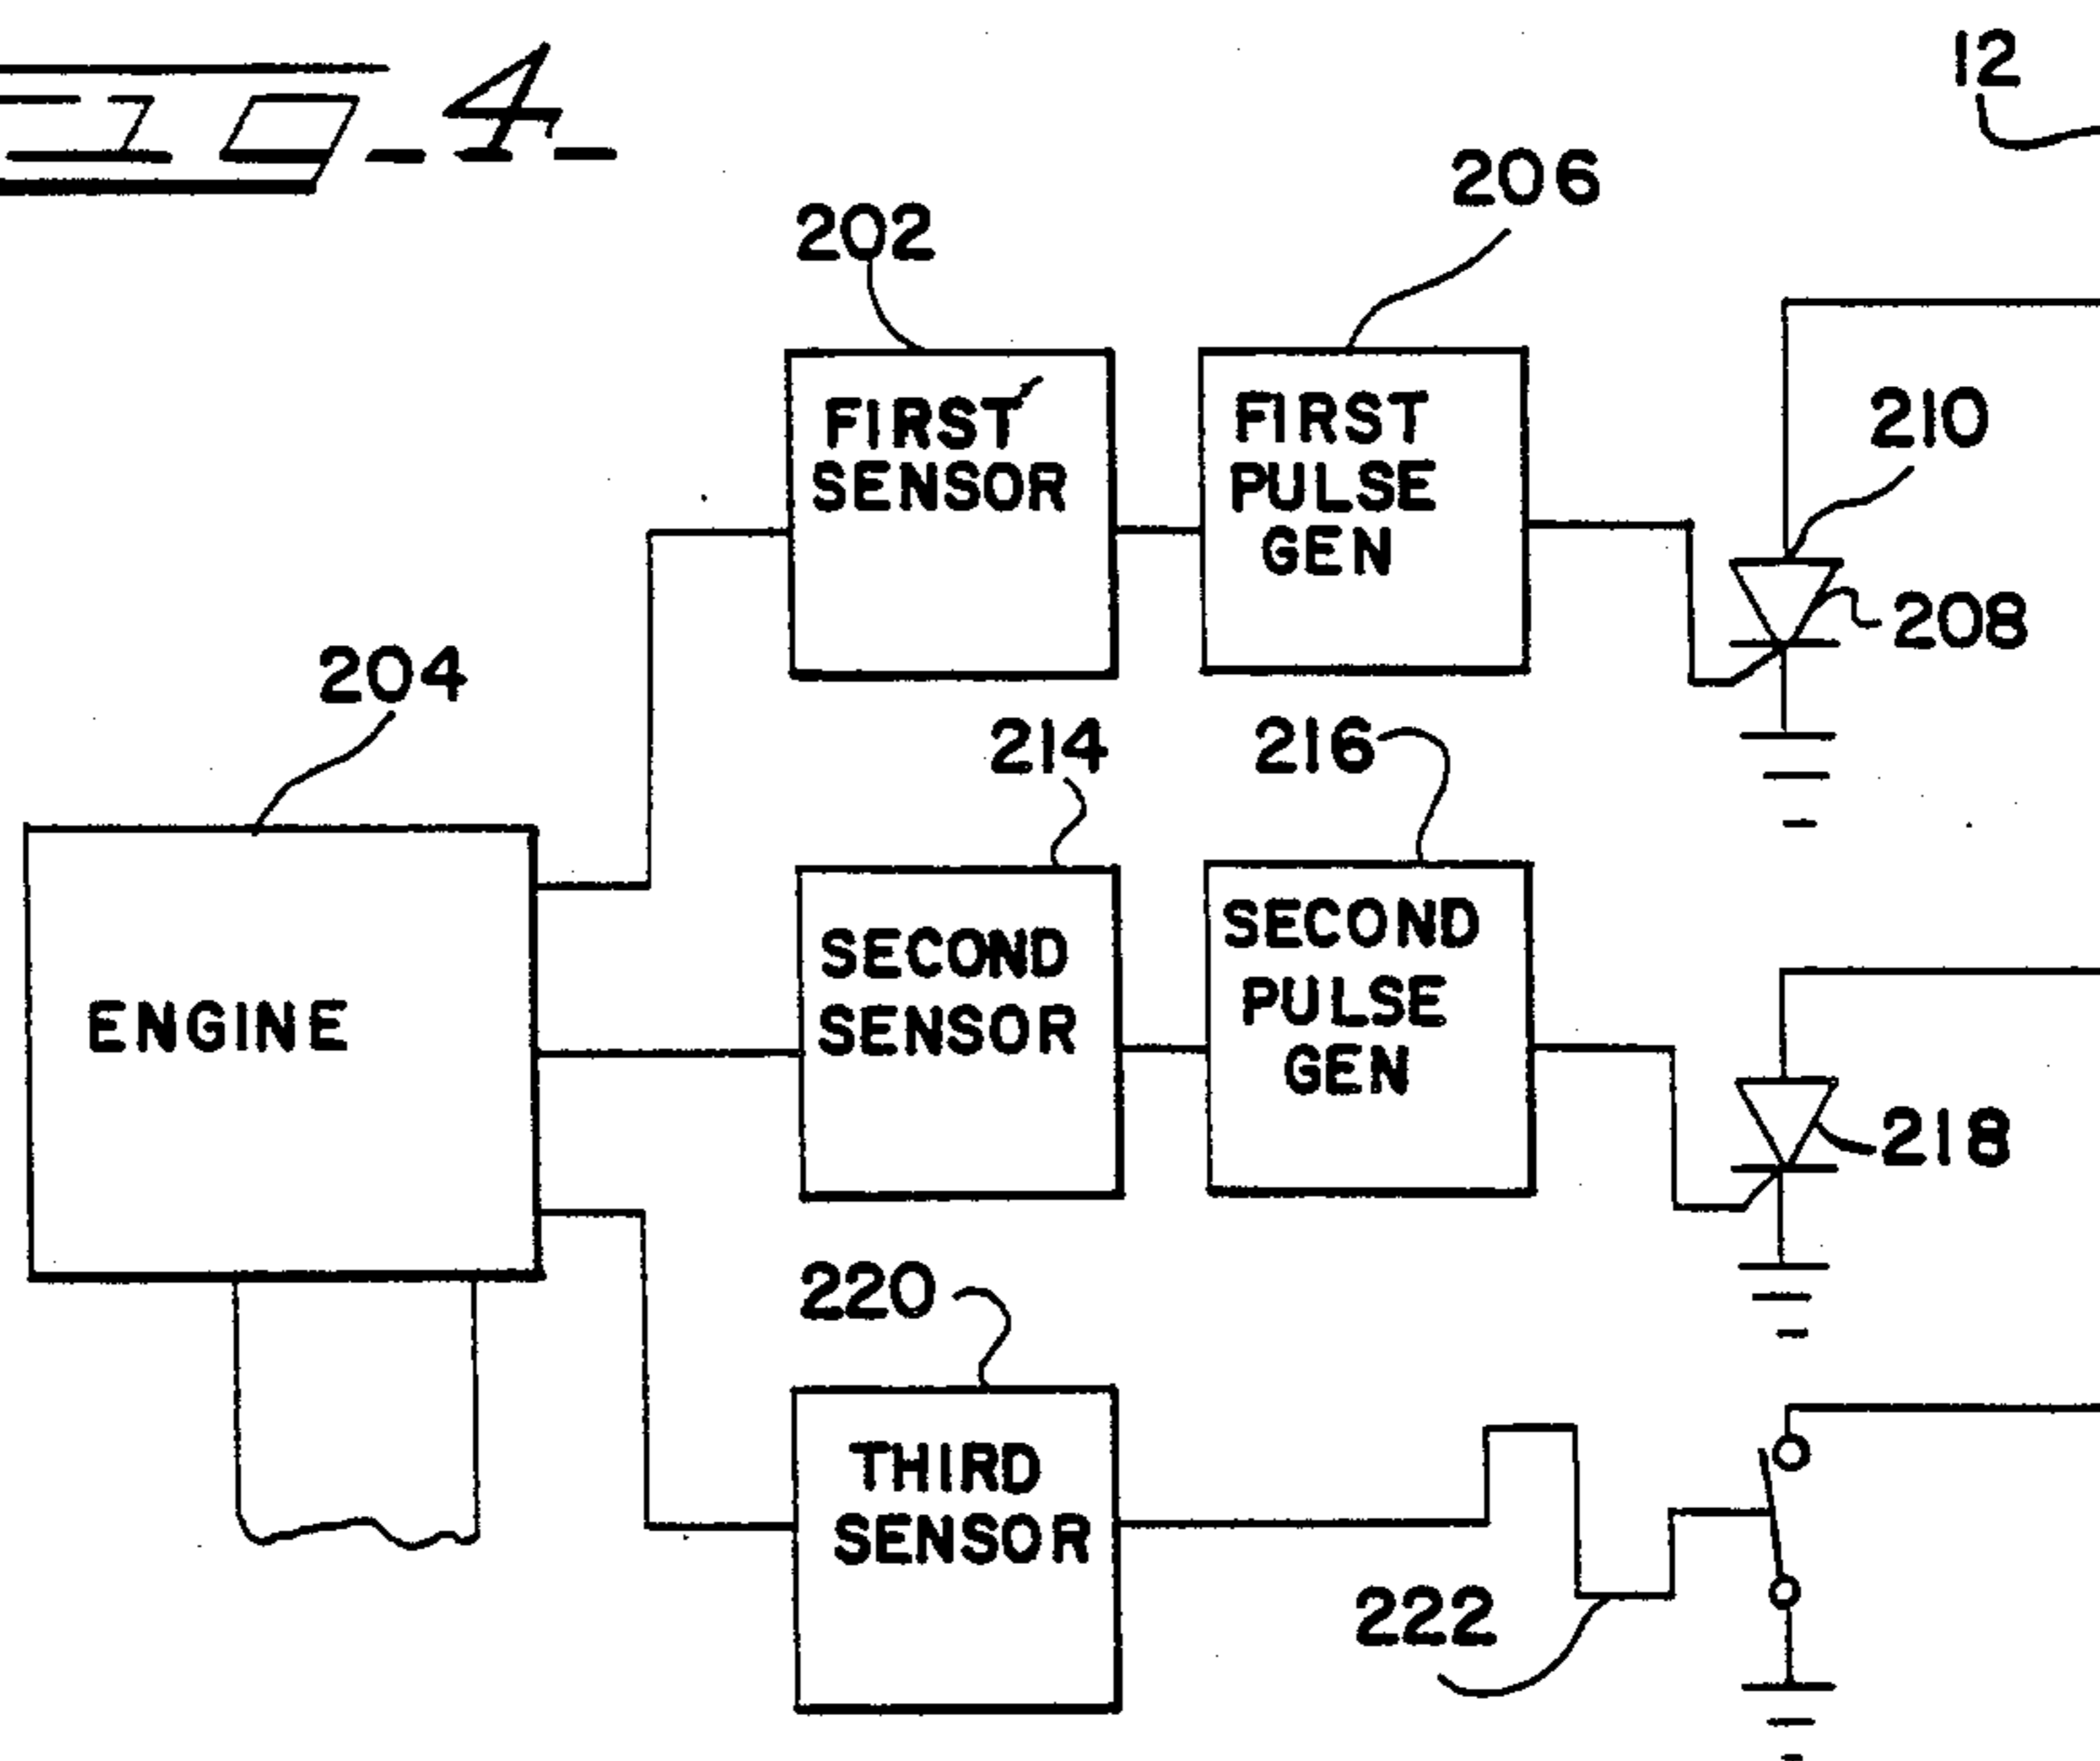 4
12
206
202
FIRST
SENSOR
FIRST
PULSE
GEN
210
208
204
214
216
ENGINE
SECOND
SENSOR
SECOND
PULSE
GEN
218
220
THIRD
SENSOR
222